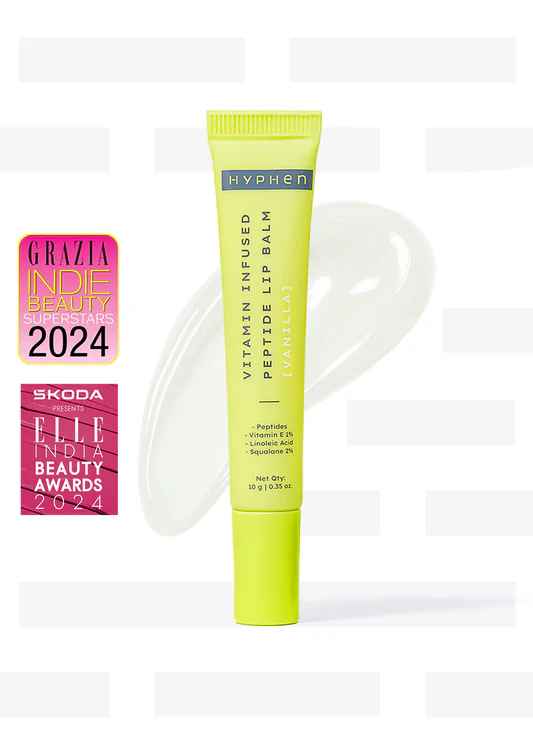 HYPHEN
VITAMIN INFUSED
PEPTIDE LIP BALM
[VANILLA]
- Peptides
- Vitamin E 1%
- Linoleic Acid
- Squalane 2%
Net Qty:
10 g | 0.35 oz.
GRAZIA
INDIE
BEAUTY
SUPERSTARS
2024
ŠKODA
PRESENTS
ELLE
INDIA
BEAUTY
AWARDS
2024